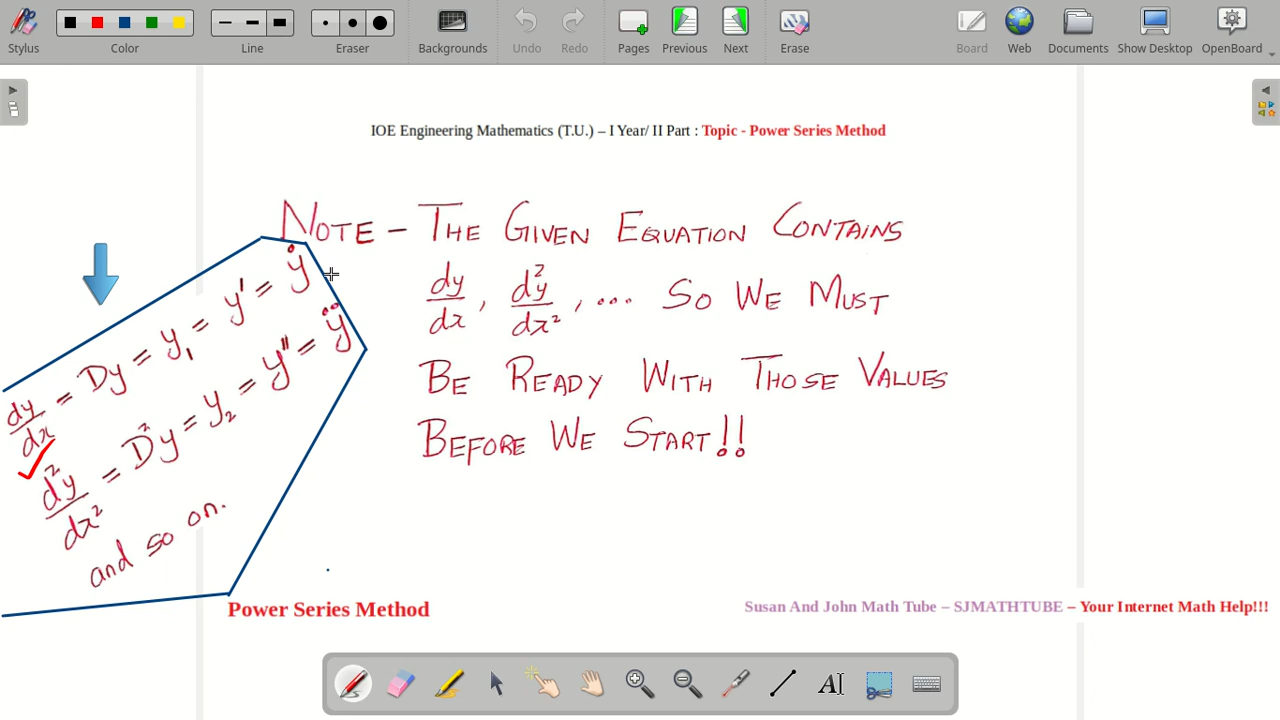 Stylus Color Line Eraser Backgrounds Undo Redo Pages Previous Next Erase Board Web Documents Show Desktop OpenBoard
IOE Engineering Mathematics (T.U.) – I Year/ II Part : Topic - Power Series Method
NOTE – THE GIVEN EQUATION CONTAINS
dy/dx , d²y/dx² , ... SO WE MUST
BE READY WITH THOSE VALUES
BEFORE WE START!!
dy/dx = Dy = y₁ = y' = ẏ
d²y/dx² = D²y = y₂ = y'' = ÿ
and so on.
Power Series Method
Susan And John Math Tube – SJMATHTUBE – Your Internet Math Help!!!
AI